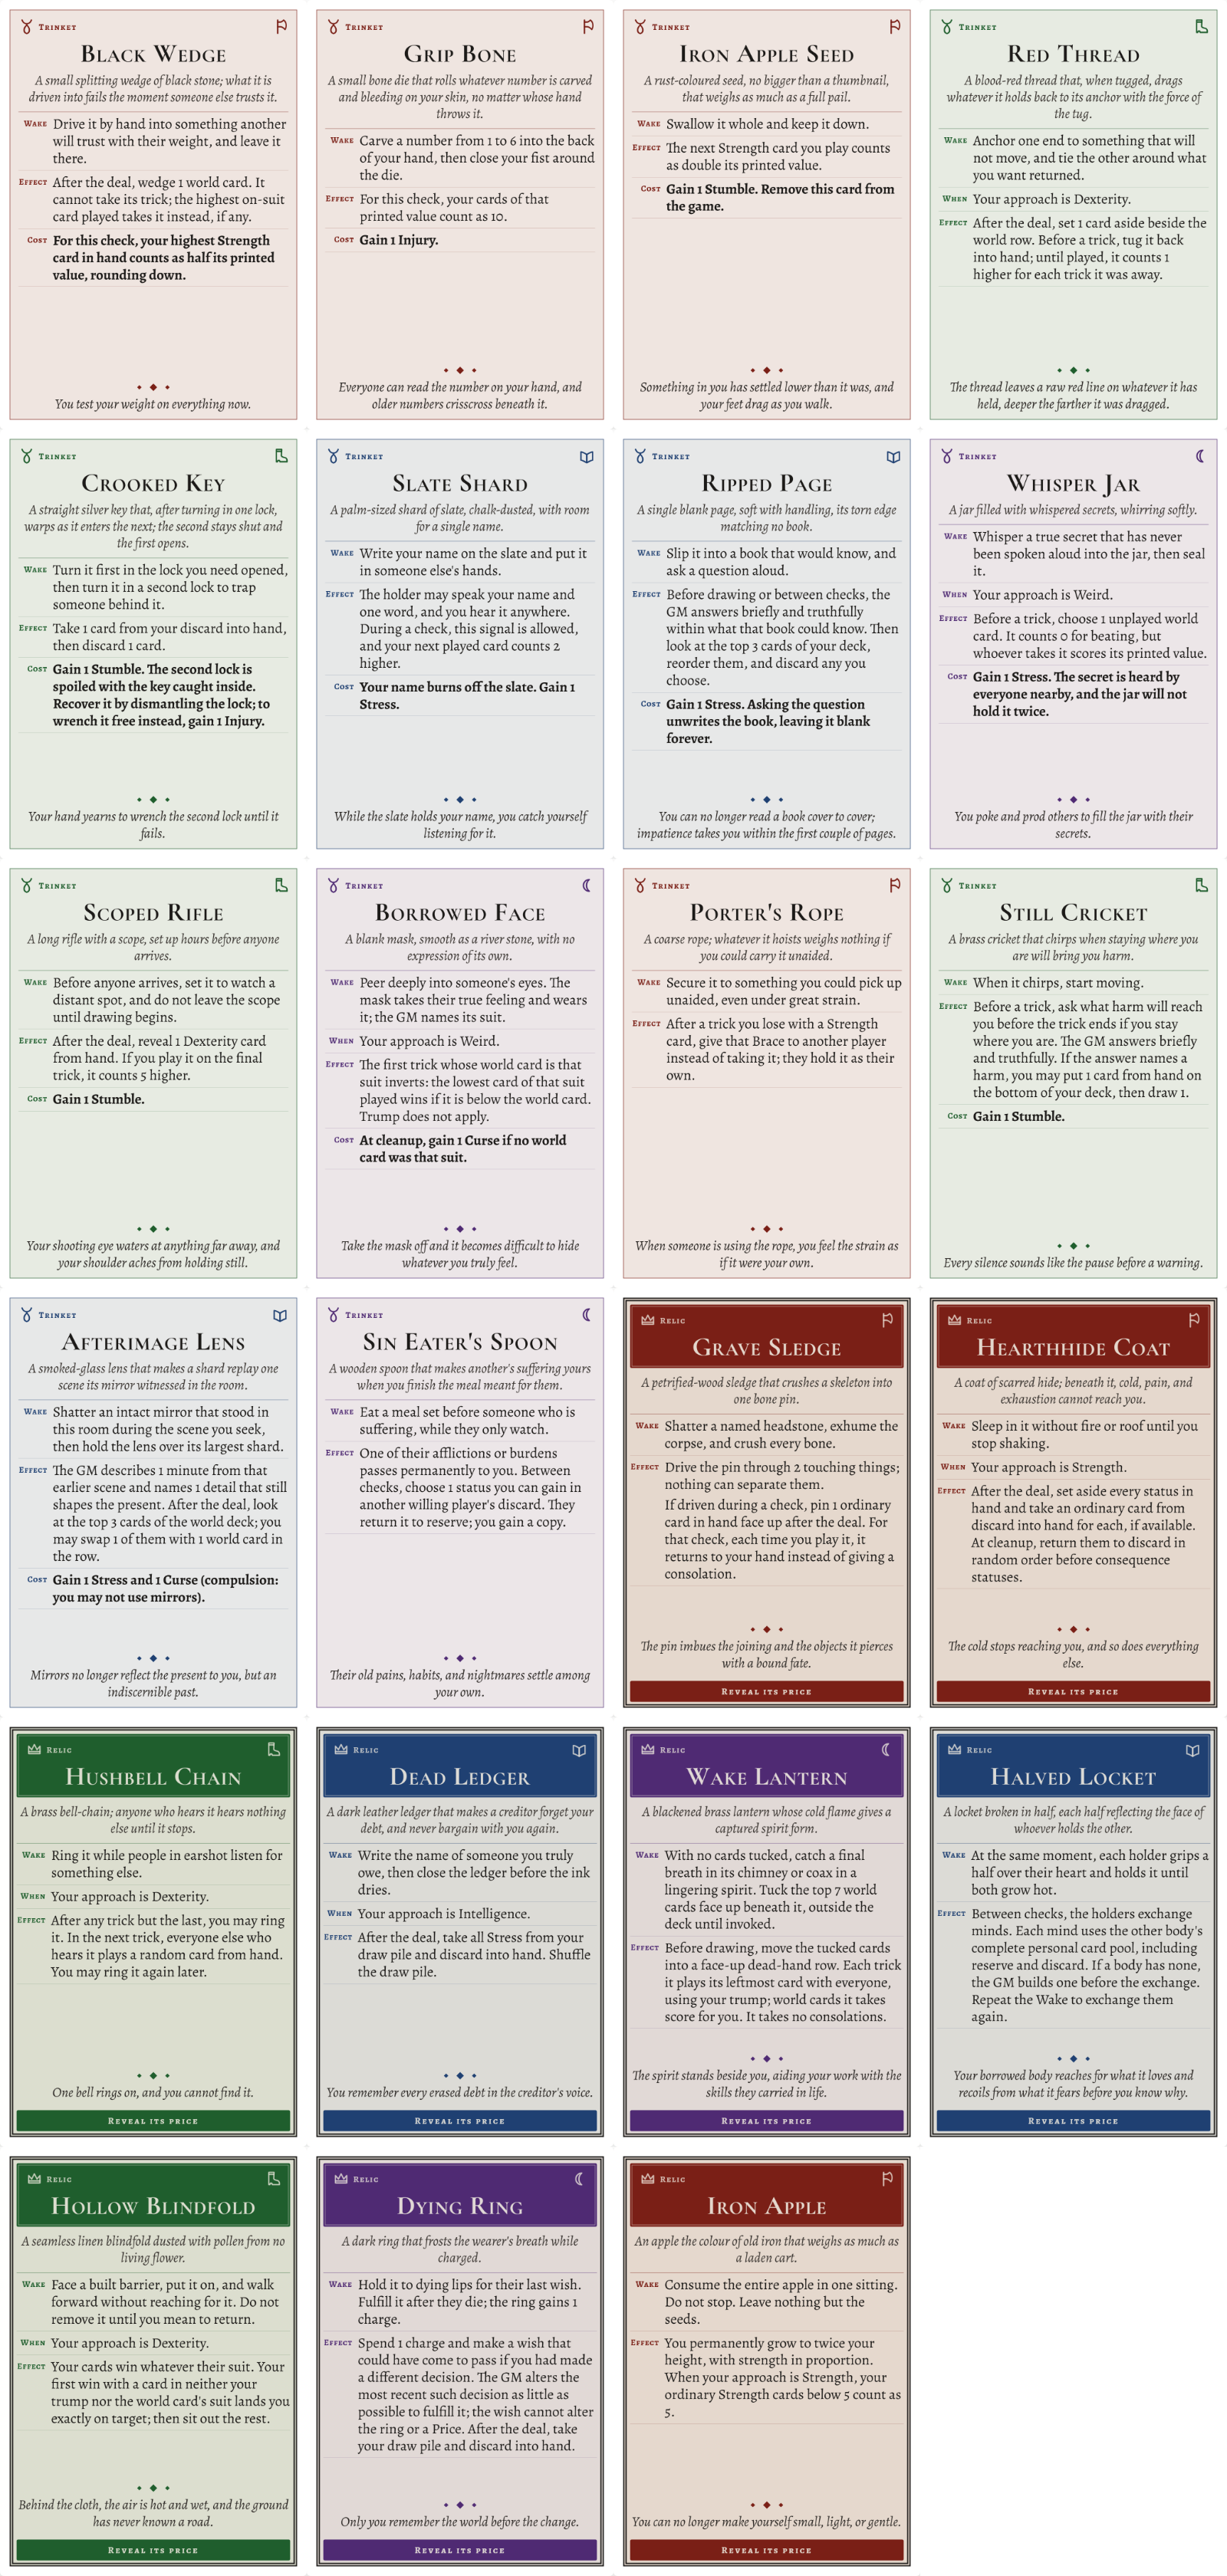 Trinket
Black Wedge
A small splitting wedge of black stone; what it is
driven into fails the moment someone else trusts it.
Wake Drive it by hand into something another
will trust with their weight, and leave it
there.
Effect After the deal, wedge 1 world card. It
cannot take its trick; the highest on-suit
card played takes it instead, if any.
Cost For this check, your highest Strength
card in hand counts as half its printed
value, rounding down.
You test your weight on everything now.
Trinket
Grip Bone
A small bone die that rolls whatever number is carved
and bleeding on your skin, no matter whose hand
throws it.
Wake Carve a number from 1 to 6 into the back
of your hand, then close your fist around
the die.
Effect For this check, your cards of that
printed value count as 10.
Cost Gain 1 Injury.
Everyone can read the number on your hand, and
older numbers crisscross beneath it.
Trinket
Iron Apple Seed
A rust-coloured seed, no bigger than a thumbnail,
that weighs as much as a full pail.
Wake Swallow it whole and keep it down.
Effect The next Strength card you play counts
as double its printed value.
Cost Gain 1 Stumble. Remove this card from
the game.
Something in you has settled lower than it was, and
your feet drag as you walk.
Trinket
Red Thread
A blood-red thread that, when tugged, drags
whatever it holds back to its anchor with the force of
the tug.
Wake Anchor one end to something that will
not move, and tie the other around what
you want returned.
When Your approach is Dexterity.
Effect After the deal, set 1 card aside beside the
world row. Before a trick, tug it back
into hand; until played, it counts 1
higher for each trick it was away.
The thread leaves a raw red line on whatever it has
held, deeper the farther it was dragged.
Trinket
Crooked Key
A straight silver key that, after turning in one lock,
warps as it enters the next; the second stays shut and
the first opens.
Wake Turn it first in the lock you need opened,
then turn it in a second lock to trap
someone behind it.
Effect Take 1 card from your discard into hand,
then discard 1 card.
Cost Gain 1 Stumble. The second lock is
spoiled with the key caught inside.
Recover it by dismantling the lock; to
wrench it free instead, gain 1 Injury.
Your hand yearns to wrench the second lock until it
fails.
Trinket
Slate Shard
A palm-sized shard of slate, chalk-dusted, with room
for a single name.
Wake Write your name on the slate and put it
in someone else's hands.
Effect The holder may speak your name and
one word, and you hear it anywhere.
During a check, this signal is allowed,
and your next played card counts 2
higher.
Cost Your name burns off the slate. Gain 1
Stress.
While the slate holds your name, you catch yourself
listening for it.
Trinket
Ripped Page
A single blank page, soft with handling, its torn edge
matching no book.
Wake Slip it into a book that would know, and
ask a question aloud.
Effect Before drawing or between checks, the
GM answers briefly and truthfully
within what that book could know. Then
look at the top 3 cards of your deck,
reorder them, and discard any you
choose.
Cost Gain 1 Stress. Asking the question
unwrites the book, leaving it blank
forever.
You can no longer read a book cover to cover;
impatience takes you within the first couple of pages.
Trinket
Whisper Jar
A jar filled with whispered secrets, whirring softly.
Wake Whisper a true secret that has never
been spoken aloud into the jar, then seal
it.
When Your approach is Weird.
Effect Before a trick, choose 1 unplayed world
card. It counts 0 for beating, but
whoever takes it scores its printed value.
Cost Gain 1 Stress. The secret is heard by
everyone nearby, and the jar will not
hold it twice.
You poke and prod others to fill the jar with their
secrets.
Trinket
Scoped Rifle
A long rifle with a scope, set up hours before anyone
arrives.
Wake Before anyone arrives, set it to watch a
distant spot, and do not leave the scope
until drawing begins.
Effect After the deal, reveal 1 Dexterity card
from hand. If you play it on the final
trick, it counts 5 higher.
Cost Gain 1 Stumble.
Your shooting eye waters at anything far away, and
your shoulder aches from holding still.
Trinket
Borrowed Face
A blank mask, smooth as a river stone, with no
expression of its own.
Wake Peer deeply into someone's eyes. The
mask takes their true feeling and wears
it; the GM names its suit.
When Your approach is Weird.
Effect The first trick whose world card is that
suit inverts: the lowest card of that suit
played wins if it is below the world card.
Trump does not apply.
Cost At cleanup, gain 1 Curse if no world
card was that suit.
Take the mask off and it becomes difficult to hide
whatever you truly feel.
Trinket
Porter's Rope
A coarse rope; whatever it hoists weighs nothing if
you could carry it unaided.
Wake Secure it to something you could pick up
unaided, even under great strain.
Effect After a trick you lose with a Strength
card, give that Brace to another player
instead of taking it; they hold it as their
own.
When someone is using the rope, you feel the strain as
if it were your own.
Trinket
Still Cricket
A brass cricket that chirps when staying where you
are will bring you harm.
Wake When it chirps, start moving.
Effect Before a trick, ask what harm will reach
you before the trick ends if you stay
where you are. The GM answers briefly
and truthfully. If the answer names a
harm, you may put 1 card from hand on
the bottom of your deck, then draw 1.
Cost Gain 1 Stumble.
Every silence sounds like the pause before a warning.
Trinket
Afterimage Lens
A smoked-glass lens that makes a shard replay one
scene its mirror witnessed in the room.
Wake Shatter an intact mirror that stood in
this room during the scene you seek,
then hold the lens over its largest shard.
Effect The GM describes 1 minute from that
earlier scene and names 1 detail that still
shapes the present. After the deal, look
at the top 3 cards of the world deck; you
may swap 1 of them with 1 world card in
the row.
Cost Gain 1 Stress and 1 Curse (compulsion:
you may not use mirrors).
Mirrors no longer reflect the present to you, but an
indiscernible past.
Trinket
Sin Eater's Spoon
A wooden spoon that makes another's suffering yours
when you finish the meal meant for them.
Wake Eat a meal set before someone who is
suffering, while they only watch.
Effect One of their afflictions or burdens
passes permanently to you. Between
checks, choose 1 status you can gain in
another willing player's discard. They
return it to reserve; you gain a copy.
Their old pains, habits, and nightmares settle among
your own.
Relic
Grave Sledge
A petrified-wood sledge that crushes a skeleton into
one bone pin.
Wake Shatter a named headstone, exhume the
corpse, and crush every bone.
Effect Drive the pin through 2 touching things;
nothing can separate them.
If driven during a check, pin 1 ordinary
card in hand face up after the deal. For
that check, each time you play it, it
returns to your hand instead of giving a
consolation.
The pin imbues the joining and the objects it pierces
with a bound fate.
Reveal its price
Relic
Hearthhide Coat
A coat of scarred hide; beneath it, cold, pain, and
exhaustion cannot reach you.
Wake Sleep in it without fire or roof until you
stop shaking.
When Your approach is Strength.
Effect After the deal, set aside every status in
hand and take an ordinary card from
discard into hand for each, if available.
At cleanup, return them to discard in
random order before consequence
statuses.
The cold stops reaching you, and so does everything
else.
Reveal its price
Relic
Hushbell Chain
A brass bell-chain; anyone who hears it hears nothing
else until it stops.
Wake Ring it while people in earshot listen for
something else.
When Your approach is Dexterity.
Effect After any trick but the last, you may ring
it. In the next trick, everyone else who
hears it plays a random card from hand.
You may ring it again later.
One bell rings on, and you cannot find it.
Reveal its price
Relic
Dead Ledger
A dark leather ledger that makes a creditor forget your
debt, and never bargain with you again.
Wake Write the name of someone you truly
owe, then close the ledger before the ink
dries.
When Your approach is Intelligence.
Effect After the deal, take all Stress from your
draw pile and discard into hand. Shuffle
the draw pile.
You remember every erased debt in the creditor's voice.
Reveal its price
Relic
Wake Lantern
A blackened brass lantern whose cold flame gives a
captured spirit form.
Wake With no cards tucked, catch a final
breath in its chimney or coax in a
lingering spirit. Tuck the top 7 world
cards face up beneath it, outside the
deck until invoked.
Effect Before drawing, move the tucked cards
into a face-up dead-hand row. Each trick
it plays its leftmost card with everyone,
using your trump; world cards it takes
score for you. It takes no consolations.
The spirit stands beside you, aiding your work with the
skills they carried in life.
Reveal its price
Relic
Halved Locket
A locket broken in half, each half reflecting the face of
whoever holds the other.
Wake At the same moment, each holder grips a
half over their heart and holds it until
both grow hot.
Effect Between checks, the holders exchange
minds. Each mind uses the other body's
complete personal card pool, including
reserve and discard. If a body has none,
the GM builds one before the exchange.
Repeat the Wake to exchange them
again.
Your borrowed body reaches for what it loves and
recoils from what it fears before you know why.
Reveal its price
Relic
Hollow Blindfold
A seamless linen blindfold dusted with pollen from no
living flower.
Wake Face a built barrier, put it on, and walk
forward without reaching for it. Do not
remove it until you mean to return.
When Your approach is Dexterity.
Effect Your cards win whatever their suit. Your
first win with a card in neither your
trump nor the world card's suit lands you
exactly on target; then sit out the rest.
Behind the cloth, the air is hot and wet, and the ground
has never known a road.
Reveal its price
Relic
Dying Ring
A dark ring that frosts the wearer's breath while
charged.
Wake Hold it to dying lips for their last wish.
Fulfill it after they die; the ring gains 1
charge.
Effect Spend 1 charge and make a wish that
could have come to pass if you had made
a different decision. The GM alters the
most recent such decision as little as
possible to fulfill it; the wish cannot alter
the ring or a Price. After the deal, take
your draw pile and discard into hand.
Only you remember the world before the change.
Reveal its price
Relic
Iron Apple
An apple the colour of old iron that weighs as much as
a laden cart.
Wake Consume the entire apple in one sitting.
Do not stop. Leave nothing but the
seeds.
Effect You permanently grow to twice your
height, with strength in proportion.
When your approach is Strength, your
ordinary Strength cards below 5 count as
5.
You can no longer make yourself small, light, or gentle.
Reveal its price